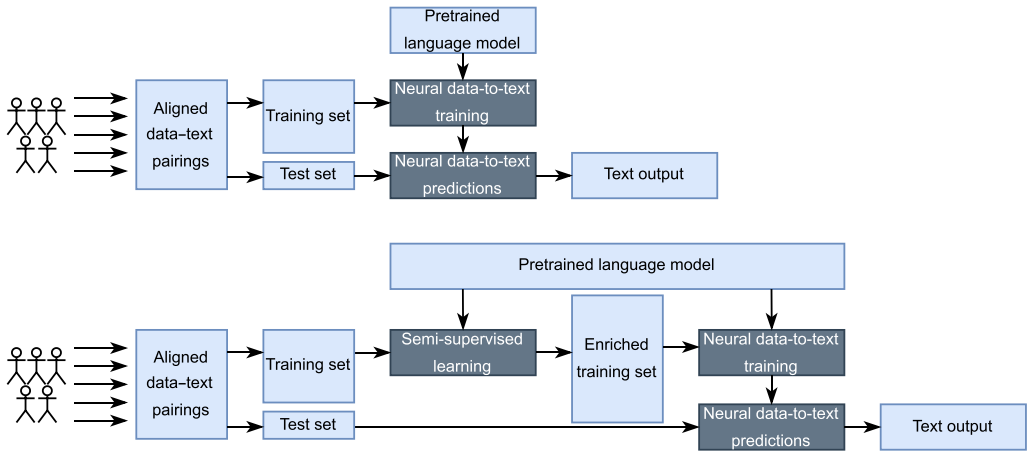 Pretrained
language model
Neural data-to-text
training
Aligned
data–text
pairings
Training set
Test set
Neural data-to-text
predictions
Text output
Pretrained language model
Semi-supervised
learning
Enriched
training set
Neural data-to-text
training
Aligned
data–text
pairings
Training set
Test set
Neural data-to-text
predictions
Text output